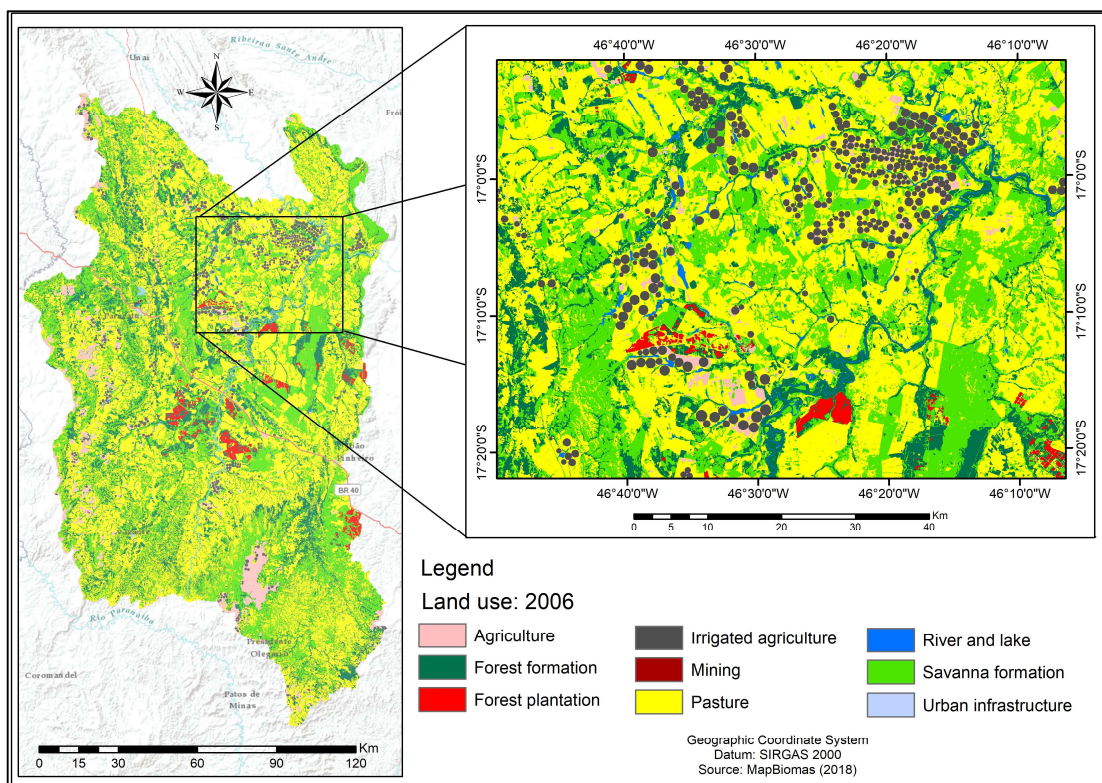 Unaí
Ribeirao Santo Andre
N
W
E
S
BR 40
Rio Paranaíba
Presidente
Olegário
Coromandel
Patos de
Minas
Km
0 15 30 60 90 120
46°40'0"W 46°30'0"W 46°20'0"W 46°10'0"W
17°0'0"S
17°10'0"S
17°20'0"S
17°0'0"S
17°10'0"S
17°20'0"S
46°40'0"W 46°30'0"W 46°20'0"W 46°10'0"W
Km
0 5 10 20 30 40
Legend
Land use: 2006
Agriculture
Forest formation
Forest plantation
Irrigated agriculture
Mining
Pasture
River and lake
Savanna formation
Urban infrastructure
Geographic Coordinate System
Datum: SIRGAS 2000
Source: MapBiomas (2018)